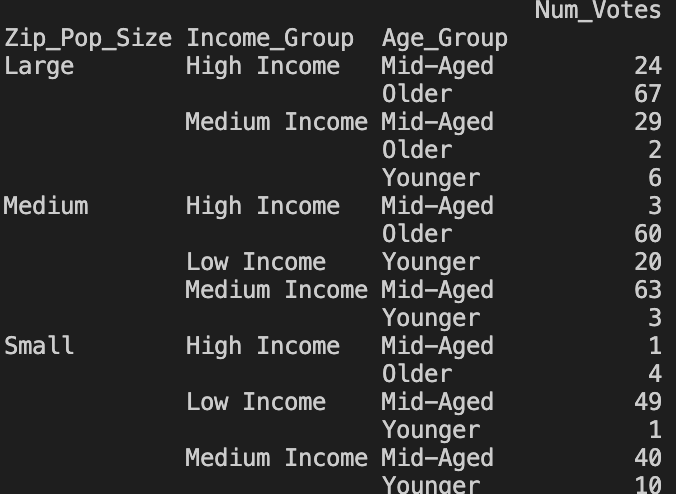 Num_Votes
Zip_Pop_Size Income_Group Age_Group
Large High Income Mid-Aged 24
Older 67
Medium Income Mid-Aged 29
Older 2
Younger 6
Medium High Income Mid-Aged 3
Older 60
Low Income Younger 20
Medium Income Mid-Aged 63
Younger 3
Small High Income Mid-Aged 1
Older 4
Low Income Mid-Aged 49
Younger 1
Medium Income Mid-Aged 40
Younger 10